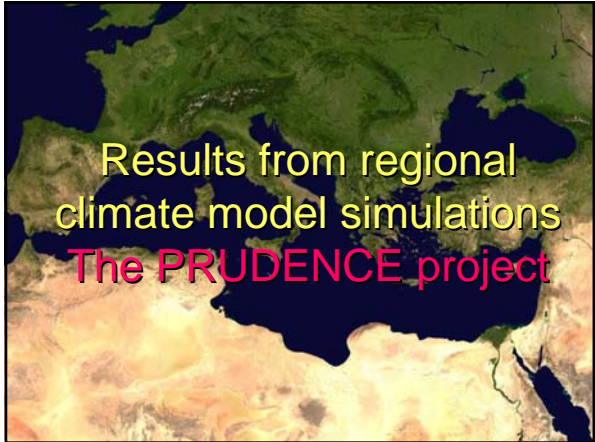 Results from regional
climate model simulations
The PRUDENCE project